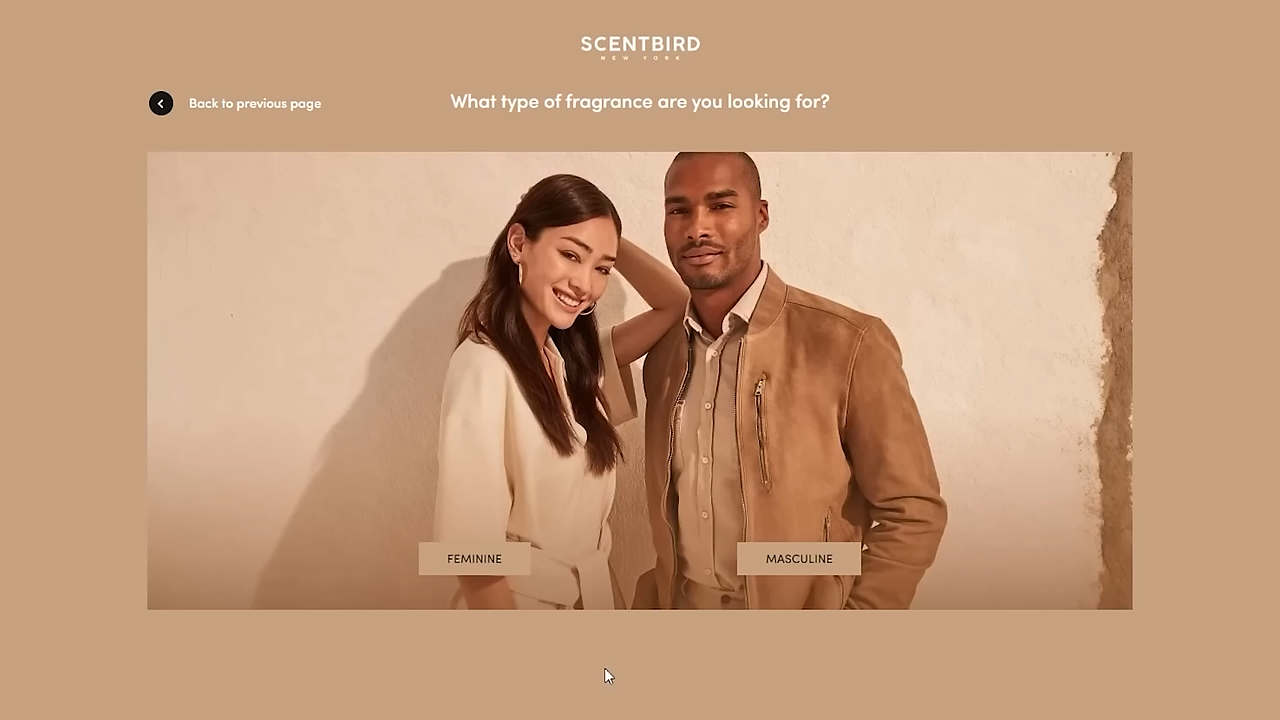 SCENTBIRD
NEW YORK
Back to previous page
What type of fragrance are you looking for?
FEMININE
MASCULINE